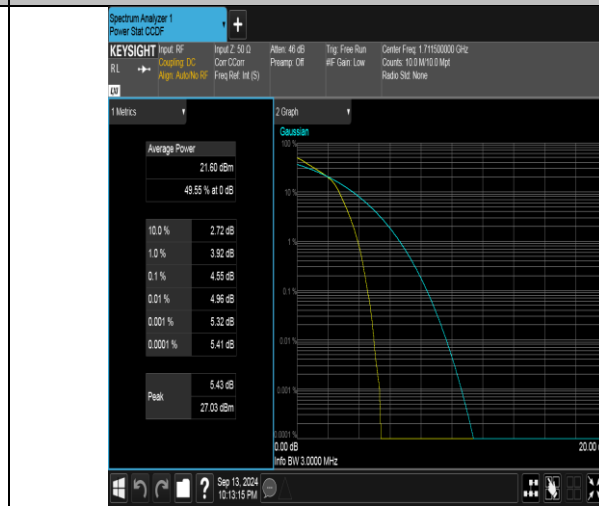 Spectrum Analyzer 1
Power Stat CCDF
+
KEYSIGHT Input: RF Input Z: 50 Ω Atten: 46 dB Trig: Free Run Center Freq: 1.711500000 GHz
RL Coupling: DC Corr CCorr Preamp: Off #IF Gain: Low Counts: 10.0 M/10.0 Mpt
Align: Auto/No RF Freq Ref: Int (S) Radio Std: None
1 Metrics
2 Graph
Gaussian
Average Power
21.60 dBm
49.55 % at 0 dB
10.0 % 2.72 dB
1.0 % 3.92 dB
0.1 % 4.55 dB
0.01 % 4.96 dB
0.001 % 5.32 dB
0.0001 % 5.41 dB
Peak
5.43 dB
27.03 dBm
100 %
10 %
1 %
0.1 %
0.01 %
0.001 %
0.0001 %
0.00 dB
20.00
Info BW 3.0000 MHz
?
Sep 13, 2024
10:13:15 PM